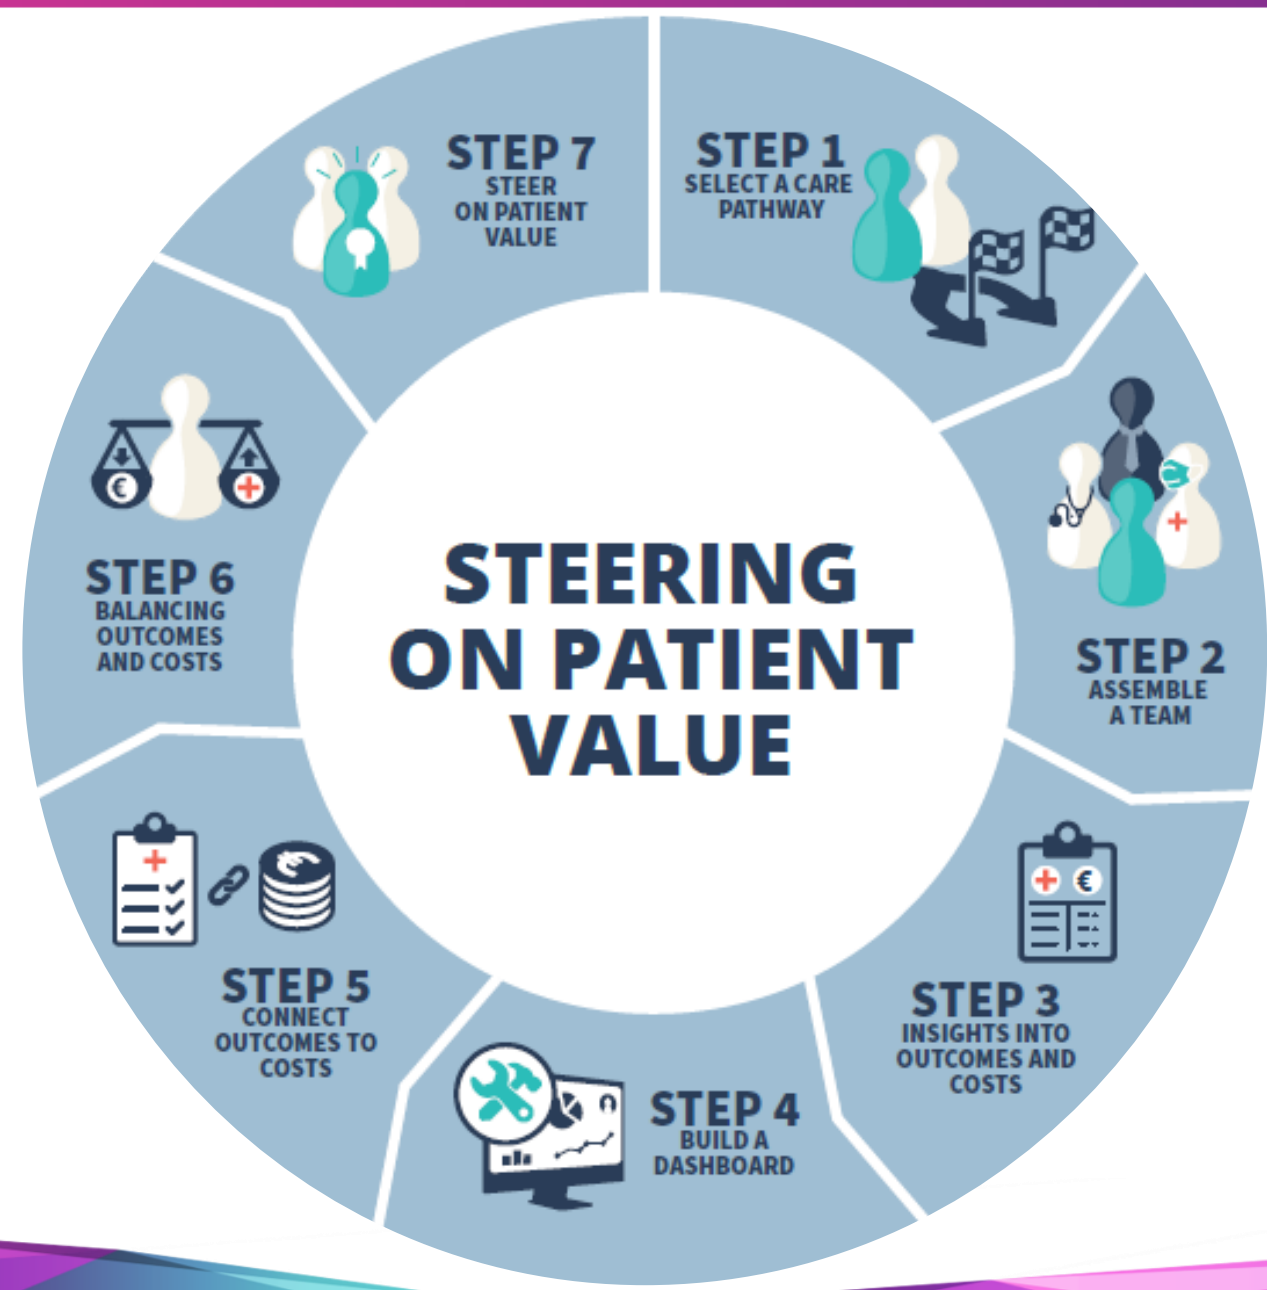 STEERING
ON PATIENT
VALUE
STEP 1
SELECT A CARE
PATHWAY
STEP 2
ASSEMBLE
A TEAM
STEP 3
INSIGHTS INTO
OUTCOMES AND
COSTS
STEP 4
BUILD A
DASHBOARD
STEP 5
CONNECT
OUTCOMES TO
COSTS
STEP 6
BALANCING
OUTCOMES
AND COSTS
STEP 7
STEER
ON PATIENT
VALUE